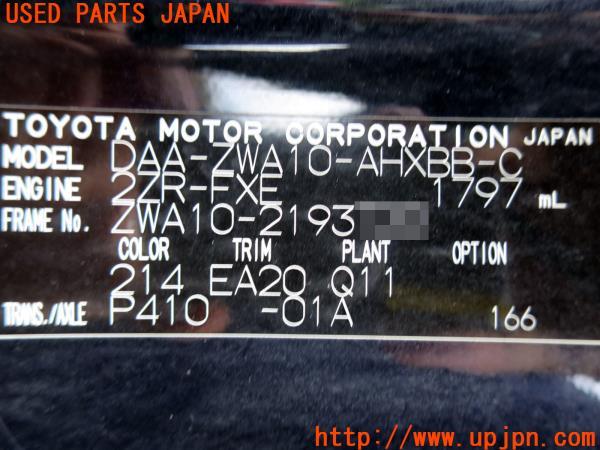 USED PARTS JAPAN
TOYOTA MOTOR CORPORATION JAPAN
MODEL DAA-ZWA10-AHXBB-C
ENGINE 2ZR-FXE 1797 mL
FRAME No. ZWA10-2193
COLOR TRIM PLANT OPTION
214 EA20 Q11
TRANS./AXLE P410 -01A 166
http://www.upjpn.com/